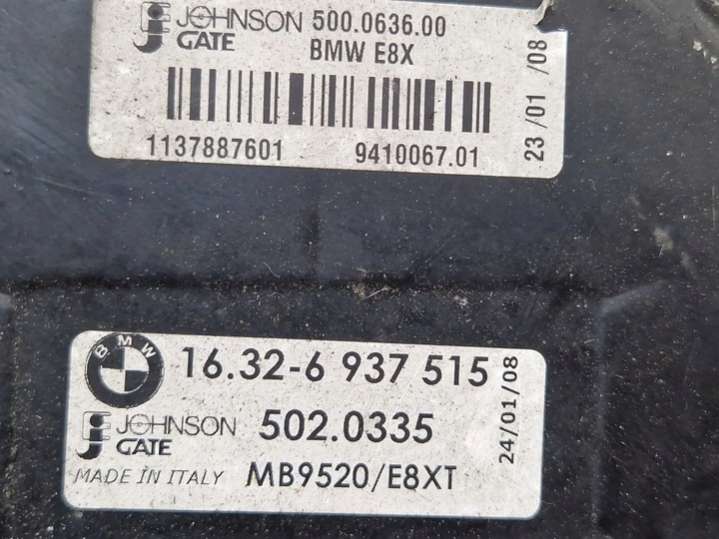 JOHNSON 500.0636.00
GATE BMW E8X
1137887601 9410067.01
23/01/08
BMW 16.32-6 937 515
JOHNSON 502.0335
GATE
MADE IN ITALY MB9520/E8XT
24/01/08